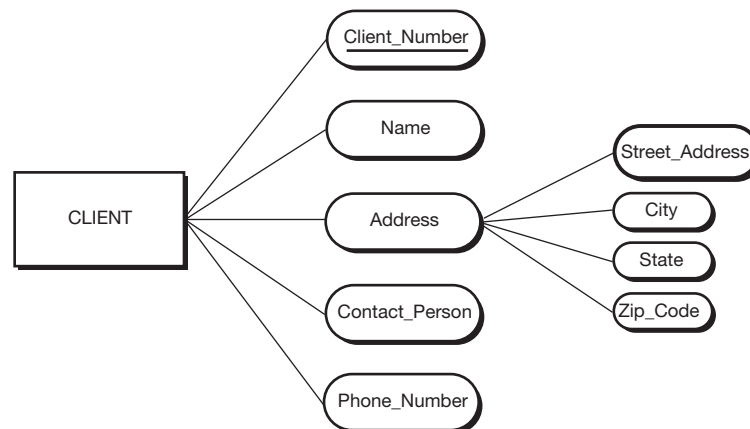 Client_Number
Name
Street_Address
City
CLIENT
Address
State
Zip_Code
Contact_Person
Phone_Number